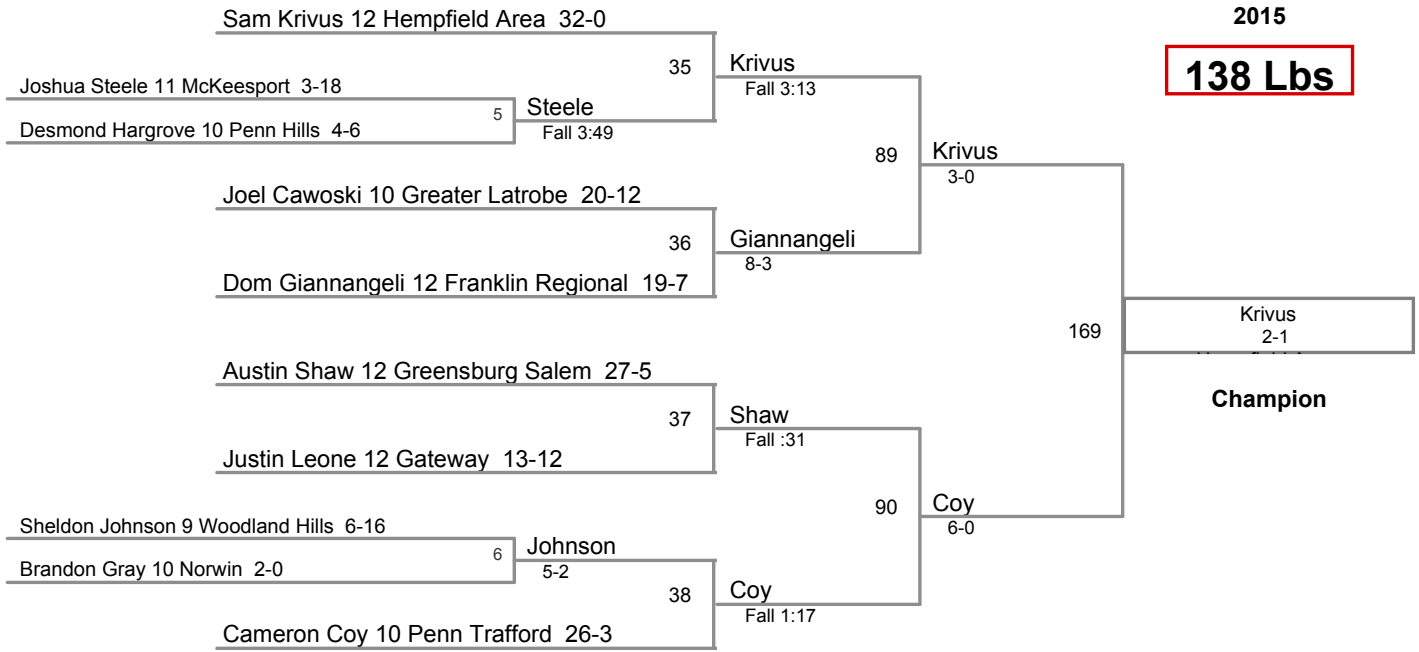 Sam Krivus 12 Hempfield Area 32-0
2015
138 Lbs
35
Krivus
Fall 3:13
Joshua Steele 11 McKeesport 3-18
5
Steele
Fall 3:49
Desmond Hargrove 10 Penn Hills 4-6
89
Krivus
3-0
Joel Cawoski 10 Greater Latrobe 20-12
36
Giannangeli
8-3
Dom Giannangeli 12 Franklin Regional 19-7
169
Krivus
2-1
Champion
Austin Shaw 12 Greensburg Salem 27-5
37
Shaw
Fall :31
Justin Leone 12 Gateway 13-12
90
Coy
6-0
Sheldon Johnson 9 Woodland Hills 6-16
6
Johnson
5-2
Brandon Gray 10 Norwin 2-0
38
Coy
Fall 1:17
Cameron Coy 10 Penn Trafford 26-3